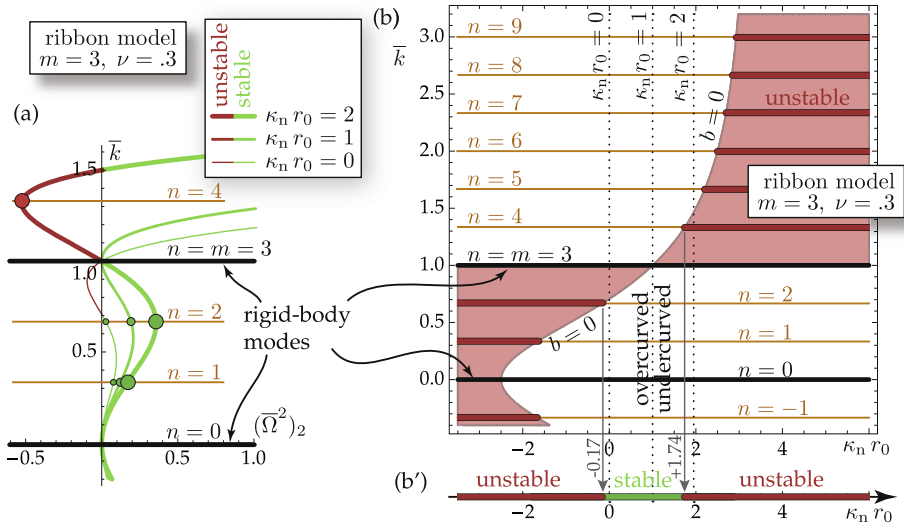 ribbon model
m = 3, ν = .3
unstable
stable
κₙ r₀ = 2
κₙ r₀ = 1
κₙ r₀ = 0
(a)
k̅
1.5
n = 4
n = m = 3
1.0
n = 2
0.5
n = 1
n = 0
(Ω̅²)₂
−0.5
0.0
0.5
1.0
rigid-body
modes
(b)
k̅
3.0
2.5
2.0
1.5
1.0
0.5
0.0
n = 9
n = 8
n = 7
n = 6
n = 5
n = 4
n = m = 3
n = 2
n = 1
n = 0
n = −1
κₙ r₀ = 0
κₙ r₀ = 1
κₙ r₀ = 2
b = 0
unstable
ribbon model
m = 3, ν = .3
b = 0
overcurved
undercurved
−2
0
2
4
κₙ r₀
-0.17
+1.74
(b')
unstable
stable
unstable
−2
0
2
4
κₙ r₀